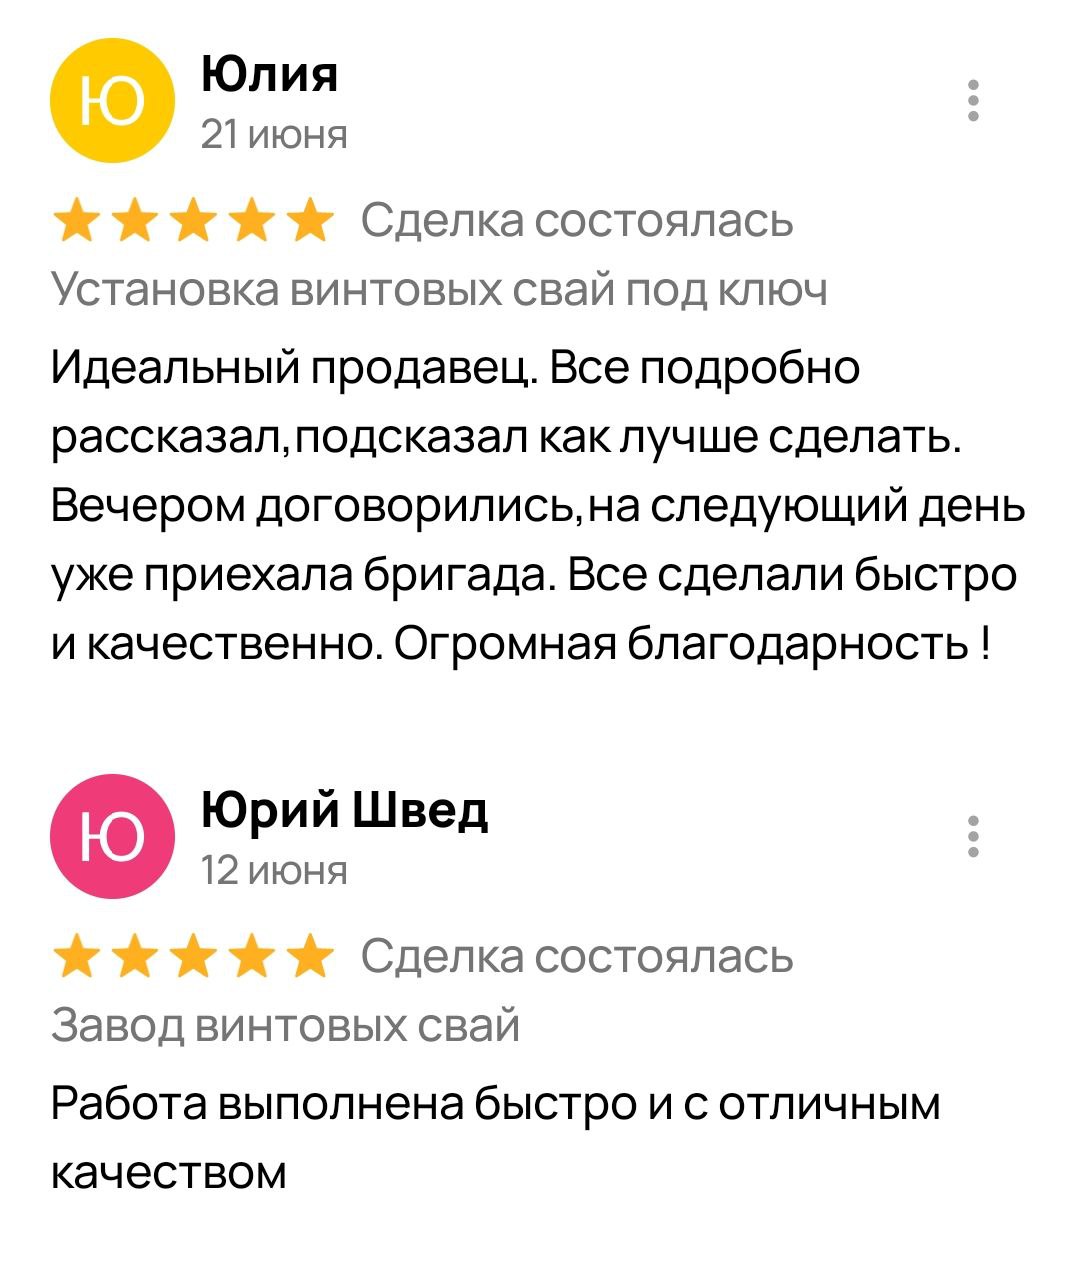 Ю
Юлия
21 июня
Сделка состоялась
Установка винтовых свай под ключ
Идеальный продавец. Все подробно
рассказал,подсказал как лучше сделать.
Вечером договорились,на следующий день
уже приехала бригада. Все сделали быстро
и качественно. Огромная благодарность !
Ю
Юрий Швед
12 июня
Сделка состоялась
Завод винтовых свай
Работа выполнена быстро и с отличным
качеством